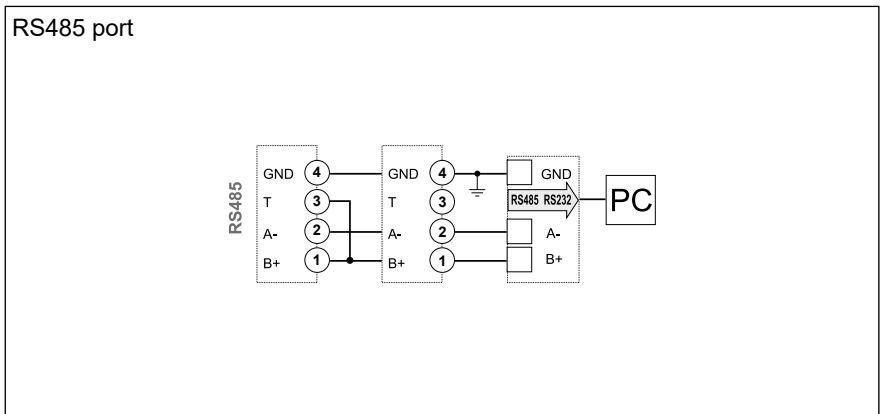 RS485 port
RS485
GND 4 GND 4 GND
T 3 T 3 RS485 RS232 PC
A- 2 A- 2 A-
B+ 1 B+ 1 B+